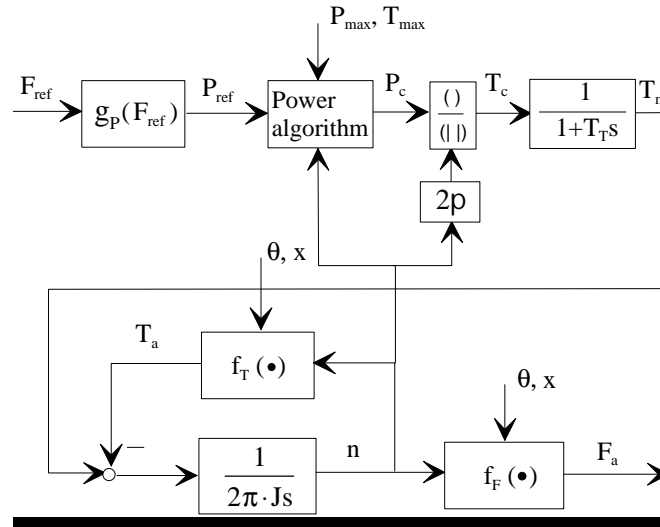 P_max, T_max
F_ref
P_ref
P_c
T_c
T_m
g_P(F_ref)
Power
algorithm
( )
(| |)
1
1+T_T s
2p
θ, x
T_a
f_T (•)
θ, x
−
1
2π·Js
n
f_F (•)
F_a